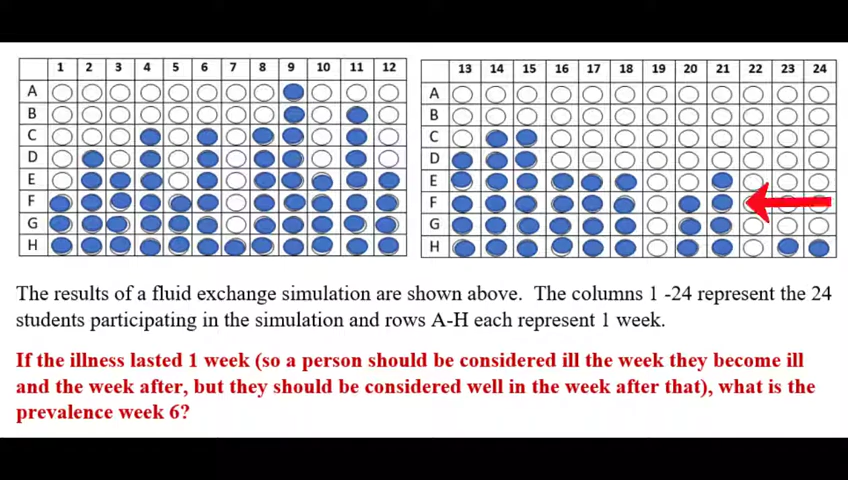 1 2 3 4 5 6 7 8 9 10 11 12
A
B
C
D
E
F
G
H
13 14 15 16 17 18 19 20 21 22 23 24
A
B
C
D
E
F
G
H
The results of a fluid exchange simulation are shown above. The columns 1 -24 represent the 24
students participating in the simulation and rows A-H each represent 1 week.
If the illness lasted 1 week (so a person should be considered ill the week they become ill
and the week after, but they should be considered well in the week after that), what is the
prevalence week 6?